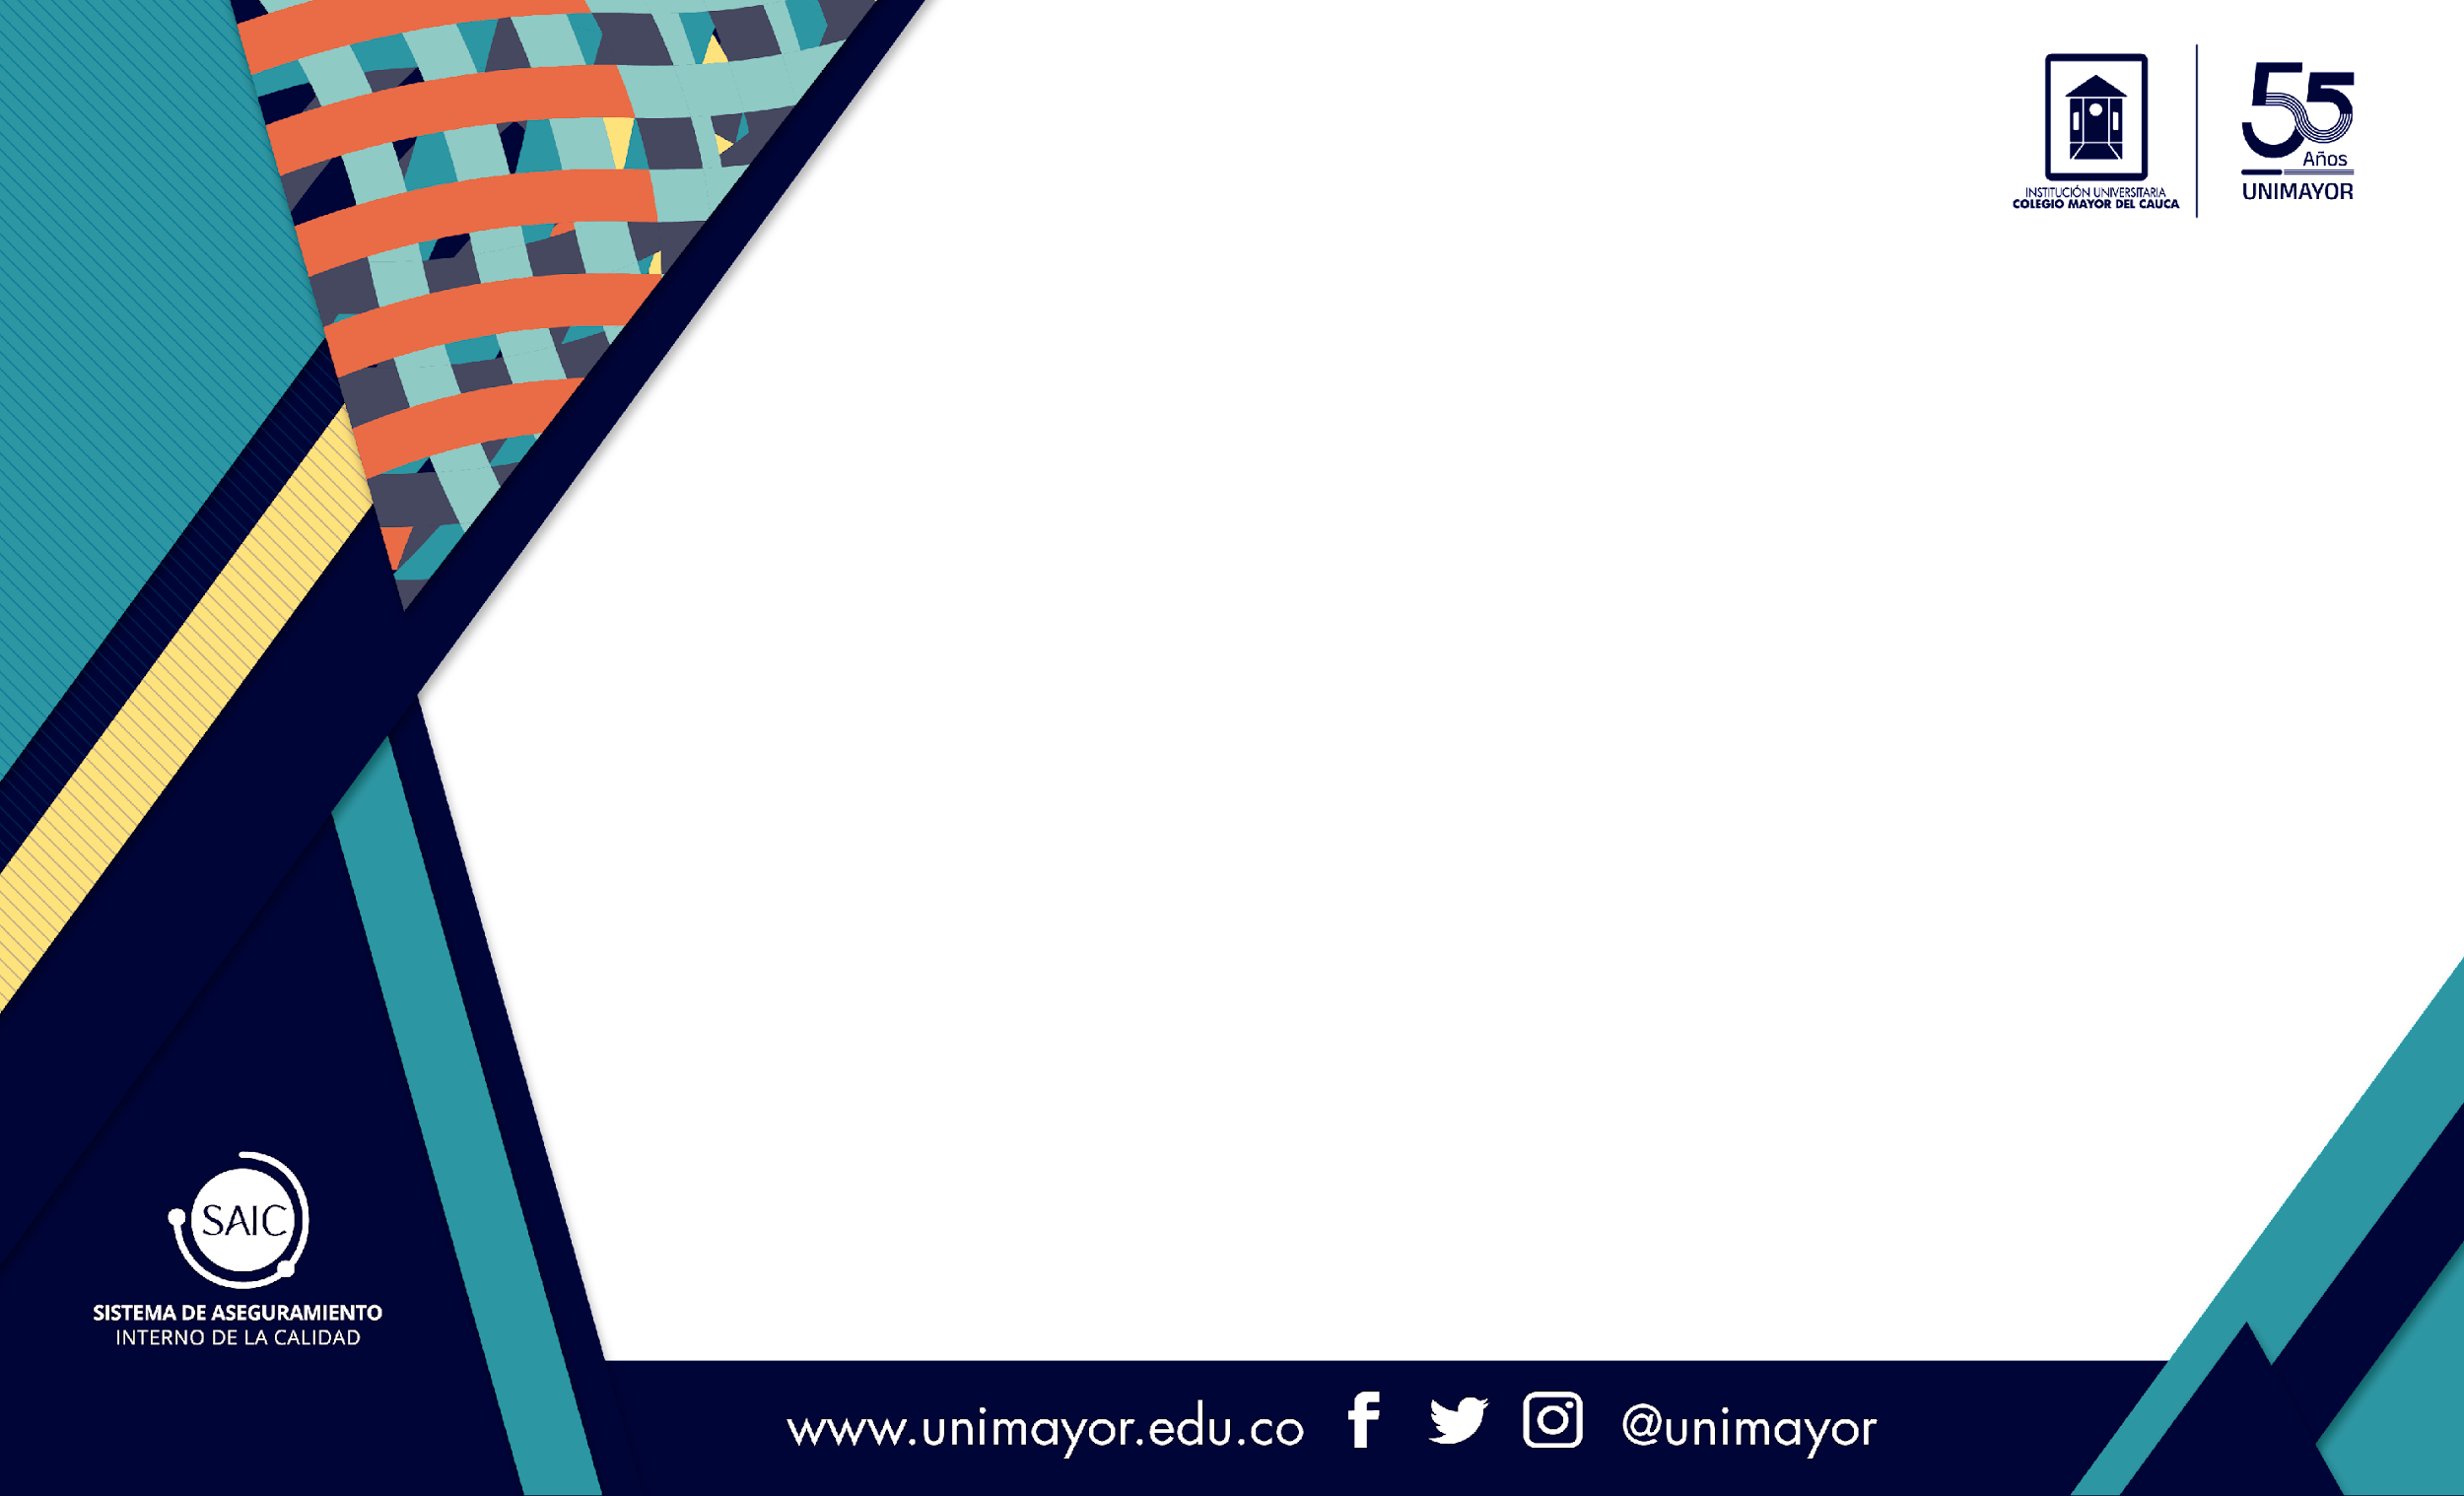 INSTITUCIÓN UNIVERSITARIA
COLEGIO MAYOR DEL CAUCA
55
Años
UNIMAYOR
SAIC
SISTEMA DE ASEGURAMIENTO
INTERNO DE LA CALIDAD
www.unimayor.edu.co
@unimayor